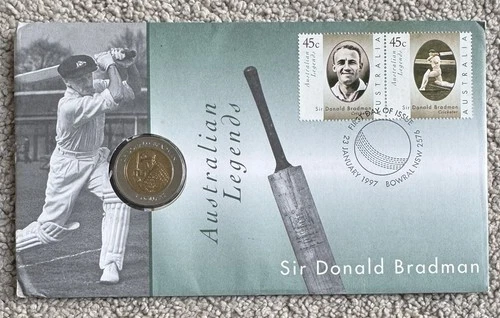 45c
Australian Legends
AUSTRALIA
Sir Donald Bradman
Cricketer
45c
Australian Legends
AUSTRALIA
Sir Donald Bradman
Cricketer
FIRST DAY OF ISSUE
23 JANUARY 1997
BOWRAL NSW 2576
Australian
Legends
Sir Donald Bradman